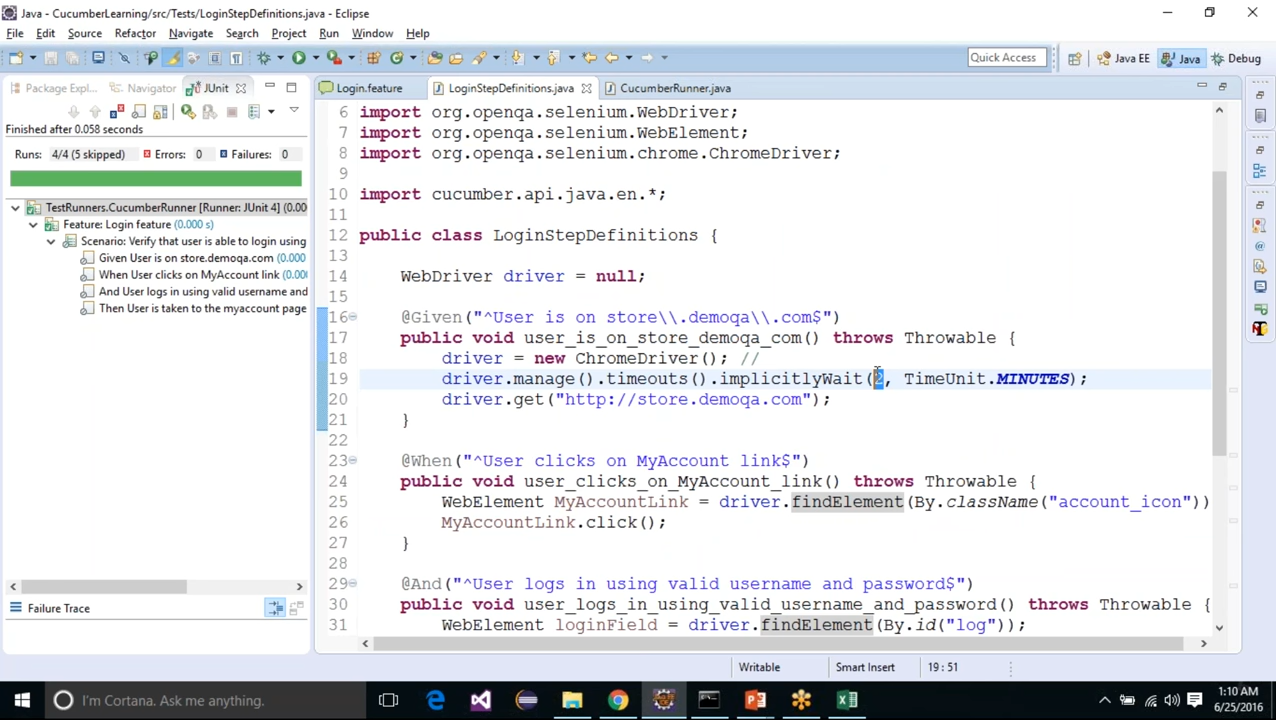 Java - CucumberLearning/src/Tests/LoginStepDefinitions.java - Eclipse
File Edit Source Refactor Navigate Search Project Run Window Help
Quick Access Java EE Java Debug
Package Expl... Navigator JUnit
Login.feature LoginStepDefinitions.java CucumberRunner.java
Finished after 0.058 seconds
Runs: 4/4 (5 skipped) Errors: 0 Failures: 0
TestRunners.CucumberRunner [Runner: JUnit 4] (0.00
Feature: Login feature (0.000 s)
Scenario: Verify that user is able to login using
Given User is on store.demoqa.com (0.000
When User clicks on MyAccount link (0.000
And User logs in using valid username and
Then User is taken to the myaccount page
Failure Trace
6 import org.openqa.selenium.WebDriver;
7 import org.openqa.selenium.WebElement;
8 import org.openqa.selenium.chrome.ChromeDriver;
9
10 import cucumber.api.java.en.*;
11
12 public class LoginStepDefinitions {
13
14 WebDriver driver = null;
15
16 @Given("^User is on store\\.demoqa\\.com$")
17 public void user_is_on_store_demoqa_com() throws Throwable {
18 driver = new ChromeDriver(); //
19 driver.manage().timeouts().implicitlyWait(2, TimeUnit.MINUTES);
20 driver.get("http://store.demoqa.com");
21 }
22
23 @When("^User clicks on MyAccount link$")
24 public void user_clicks_on_MyAccount_link() throws Throwable {
25 WebElement MyAccountLink = driver.findElement(By.className("account_icon"))
26 MyAccountLink.click();
27 }
28
29 @And("^User logs in using valid username and password$")
30 public void user_logs_in_using_valid_username_and_password() throws Throwable {
31 WebElement loginField = driver.findElement(By.id("log"));
Writable Smart Insert 19 : 51
I'm Cortana. Ask me anything.
1:10 AM
6/25/2016